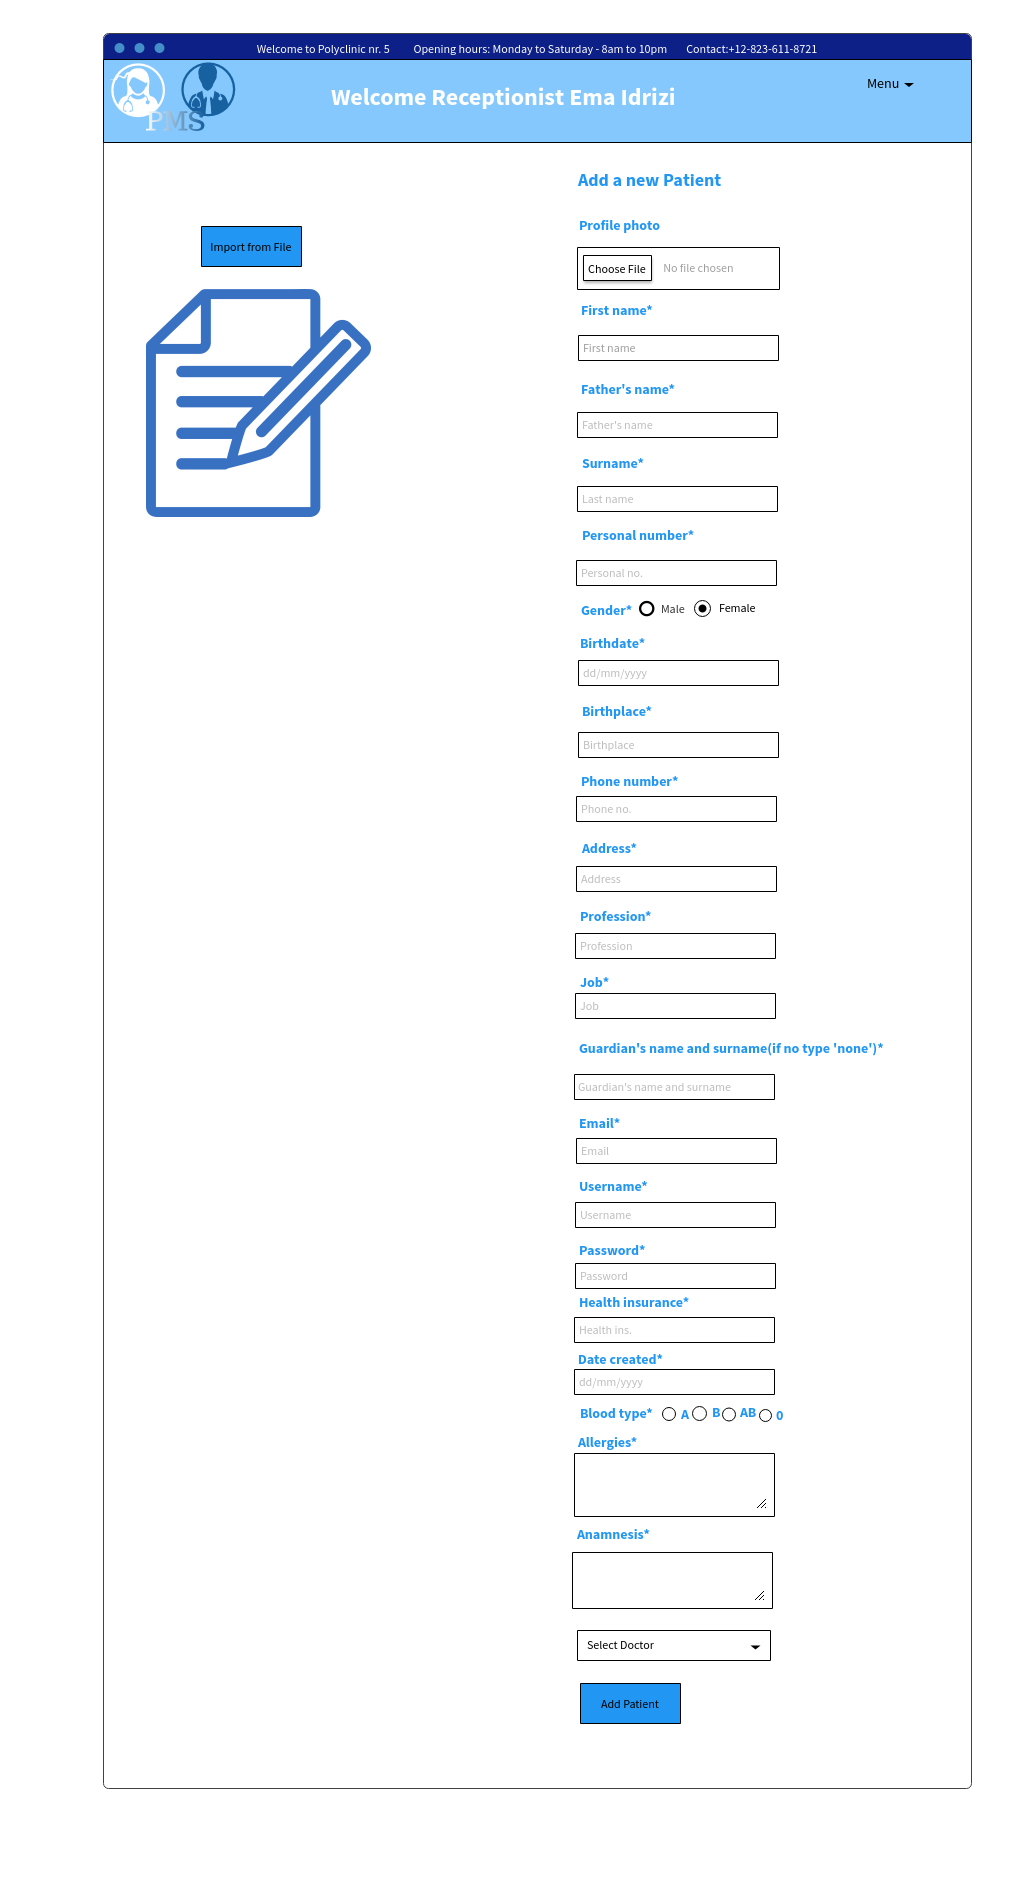 Welcome to Polyclinic nr. 5 Opening hours: Monday to Saturday - 8am to 10pm Contact:+12-823-611-8721
PMS
Welcome Receptionist Ema Idrizi
Menu
Import from File
Add a new Patient
Profile photo
Choose File No file chosen
First name*
First name
Father's name*
Father's name
Surname*
Last name
Personal number*
Personal no.
Gender* Male Female
Birthdate*
dd/mm/yyyy
Birthplace*
Birthplace
Phone number*
Phone no.
Address*
Address
Profession*
Profession
Job*
Job
Guardian's name and surname(if no type 'none')*
Guardian's name and surname
Email*
Email
Username*
Username
Password*
Password
Health insurance*
Health ins.
Date created*
dd/mm/yyyy
Blood type* A B AB 0
Allergies*
Anamnesis*
Select Doctor
Add Patient